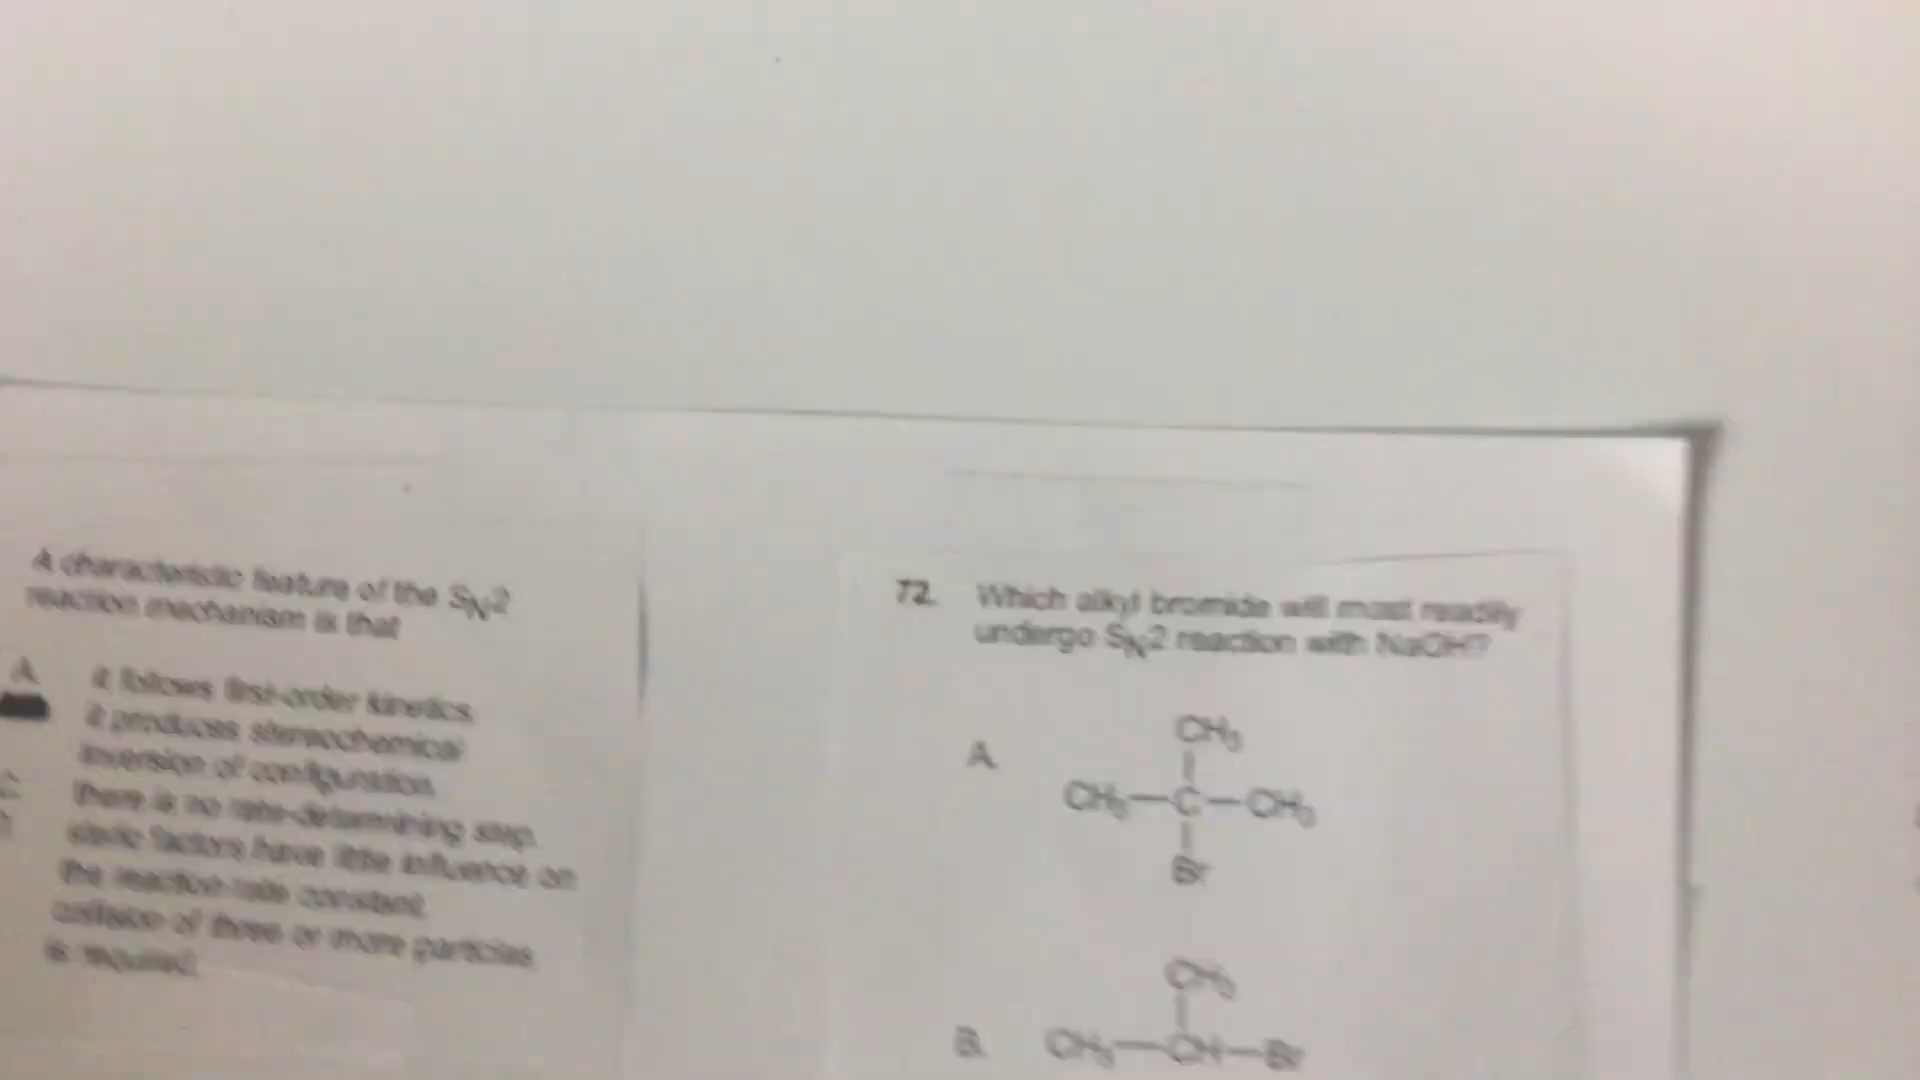 A characteristic feature of the SN2
reaction mechanism is that
A it follows first-order kinetics.
it produces stereochemical
inversion of configuration.
C there is no rate-determining step.
steric factors have little influence on
the reaction rate constant.
collision of three or more particles
is required.
72. Which alkyl bromide will most readily
undergo SN2 reaction with NaOH?
A. CH3
CH3—C—CH3
Br
CH3
B. CH3—CH—Br